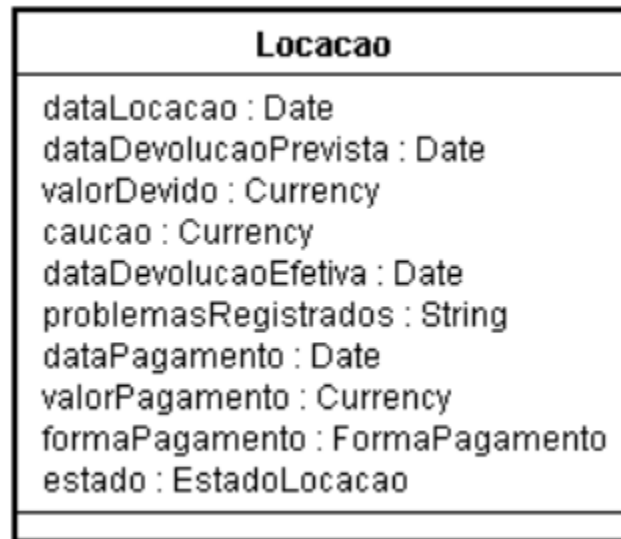 Locacao
dataLocacao : Date
dataDevolucaoPrevista : Date
valorDevido : Currency
caucao : Currency
dataDevolucaoEfetiva : Date
problemasRegistrados : String
dataPagamento : Date
valorPagamento : Currency
formaPagamento : FormaPagamento
estado : EstadoLocacao